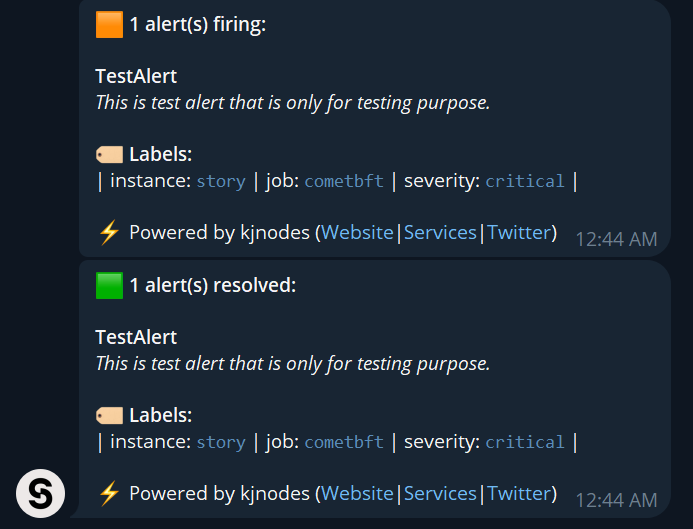 🟧 1 alert(s) firing:
TestAlert
This is test alert that is only for testing purpose.
🏷 Labels:
| instance: story | job: cometbft | severity: critical |
⚡ Powered by kjnodes (Website|Services|Twitter)
12:44 AM
🟩 1 alert(s) resolved:
TestAlert
This is test alert that is only for testing purpose.
🏷 Labels:
| instance: story | job: cometbft | severity: critical |
⚡ Powered by kjnodes (Website|Services|Twitter)
12:44 AM
S